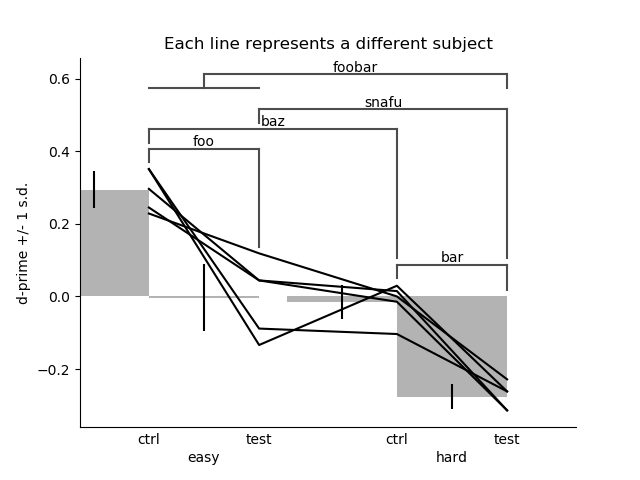 Each line represents a different subject
foobar
0.6
snafu
baz
foo
0.4
0.2
d-prime +/- 1 s.d.
bar
0.0
−0.2
ctrl test ctrl test
easy hard